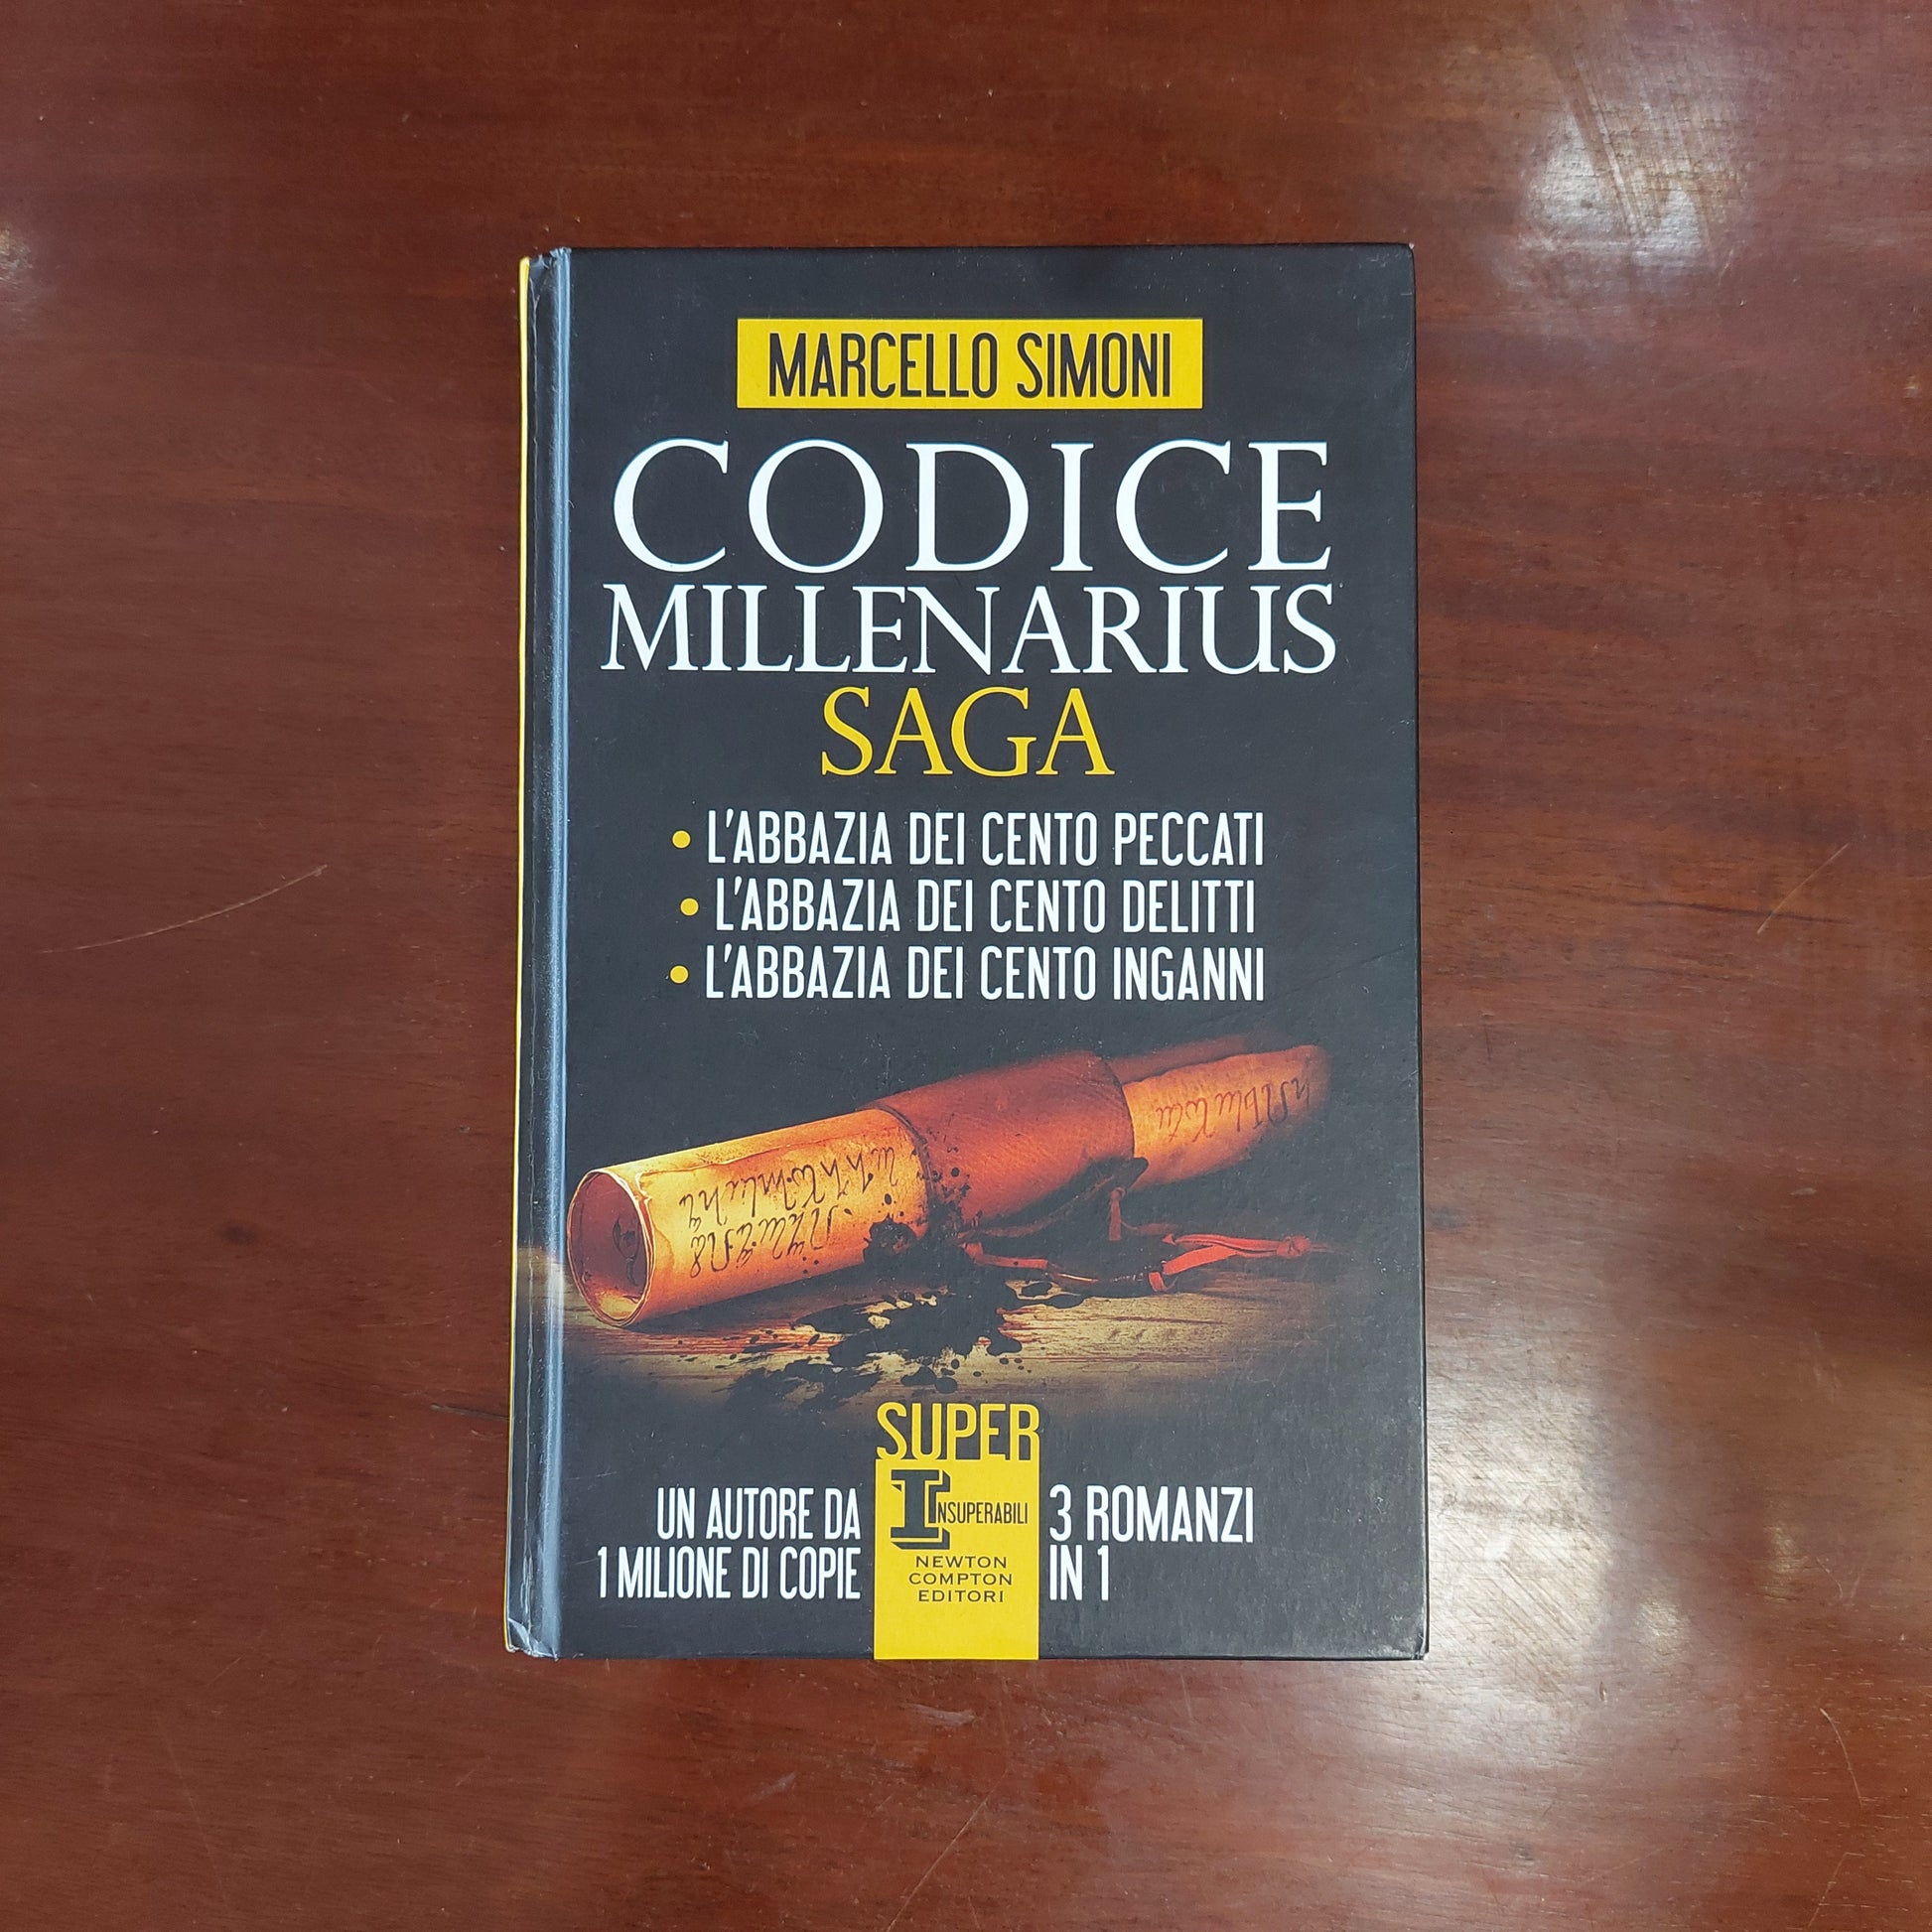 MARCELLO SIMONI
CODICE
MILLENARIUS
SAGA
• L'ABBAZIA DEI CENTO PECCATI
• L'ABBAZIA DEI CENTO DELITTI
• L'ABBAZIA DEI CENTO INGANNI
SUPER
INSUPERABILI
NEWTON
COMPTON
EDITORI
UN AUTORE DA
1 MILIONE DI COPIE
3 ROMANZI
IN 1